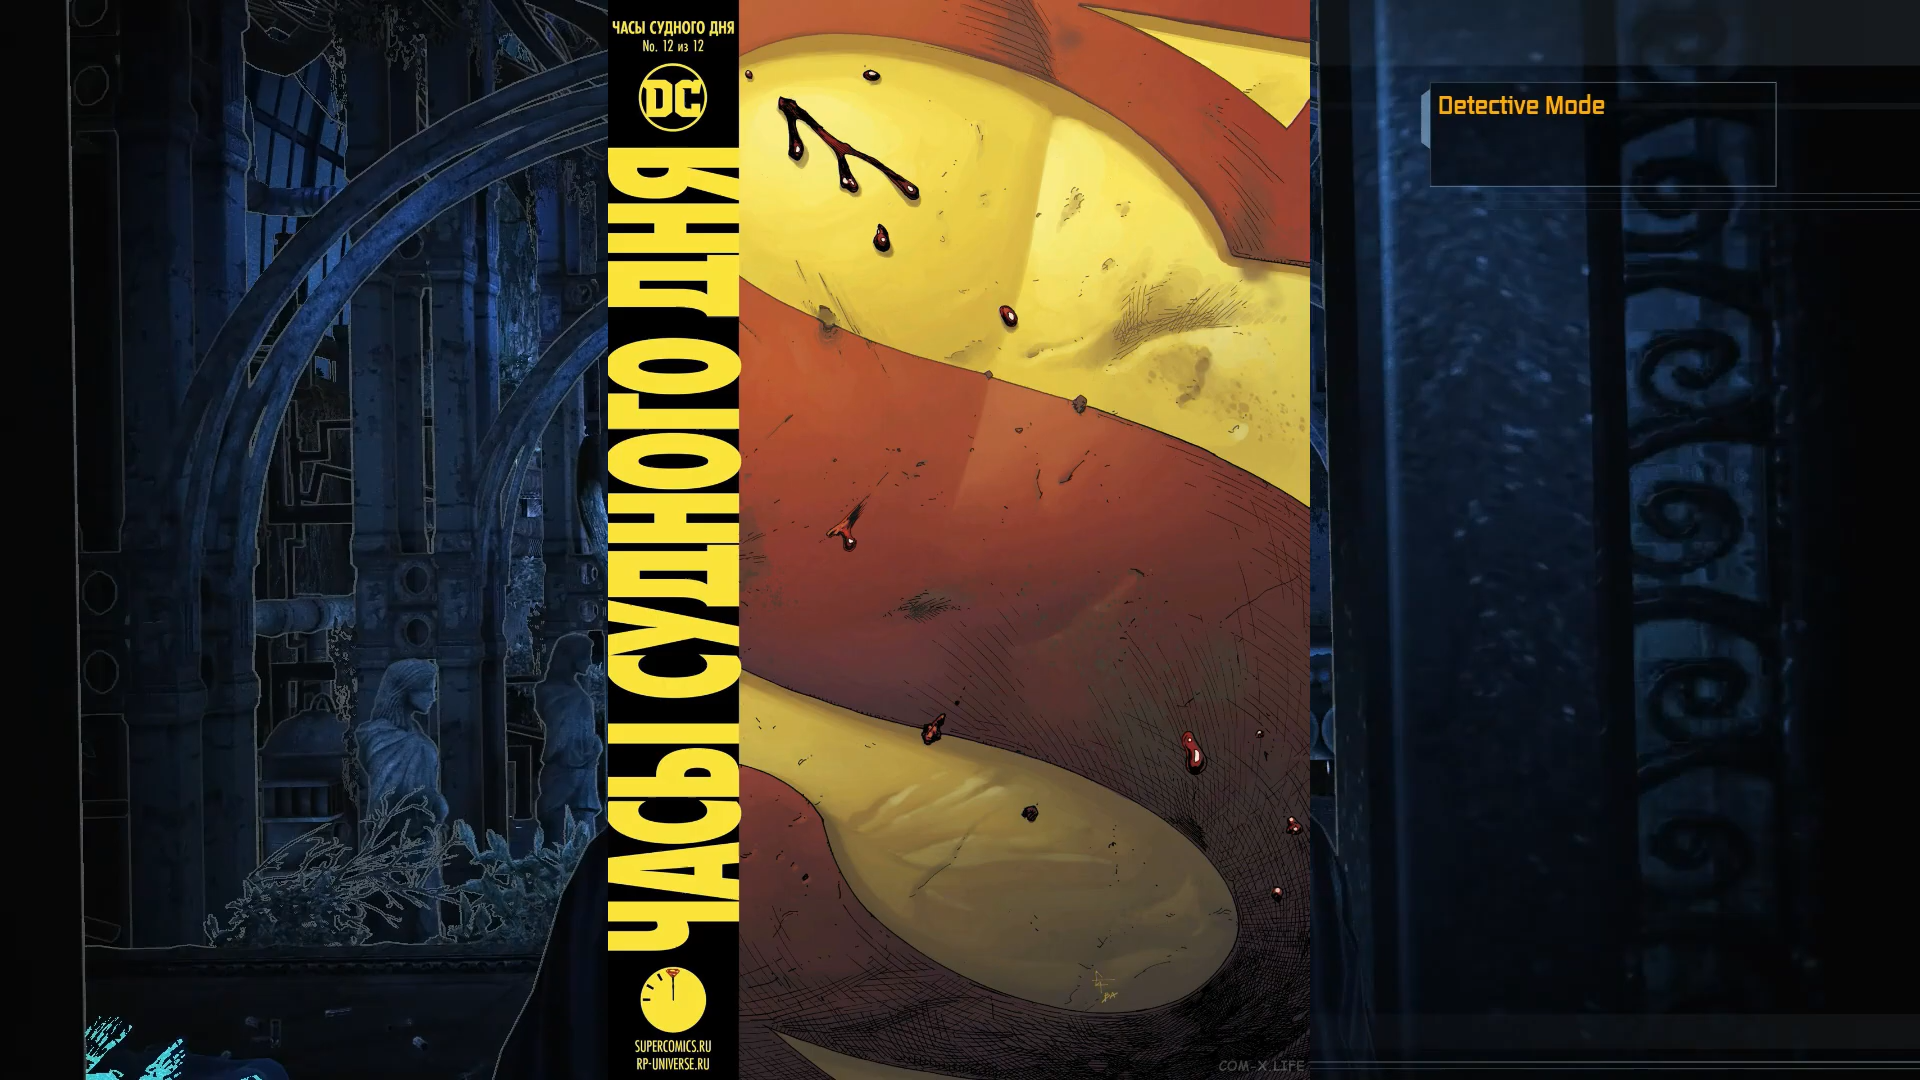 ЧАСЫ СУДНОГО ДНЯ
No. 12 из 12
DC
ЧАСЫ СУДНОГО ДНЯ
SUPERCOMICS.RU
RP-UNIVERSE.RU
COM-X.LIFE
Detective Mode